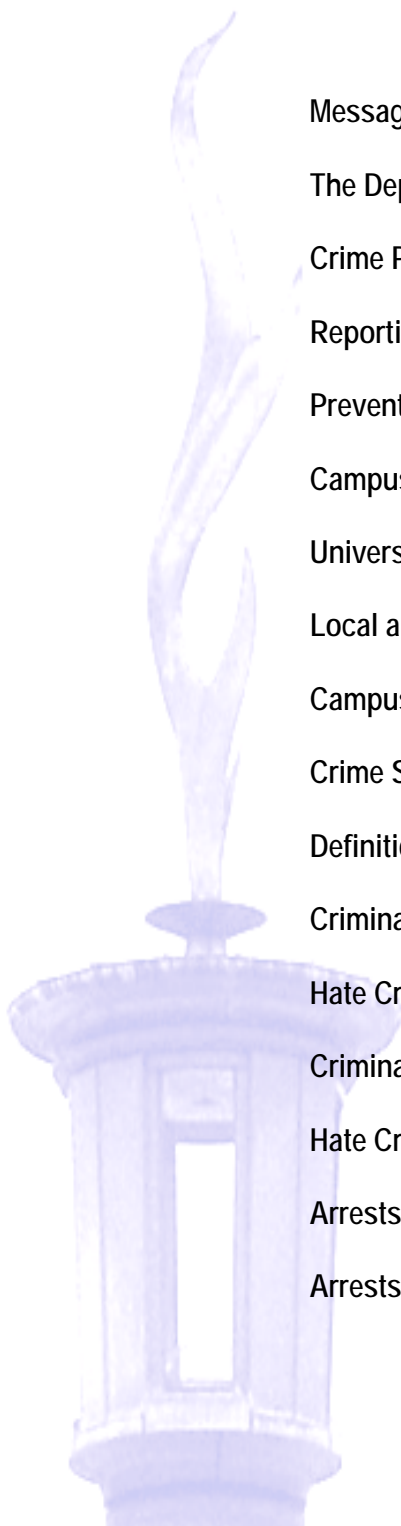 Messag
The Dep
Crime P
Reporti
Prevent
Campus
Univers
Local a
Campus
Crime S
Definiti
Crimina
Hate Cr
Crimina
Hate Cr
Arrests
Arrests